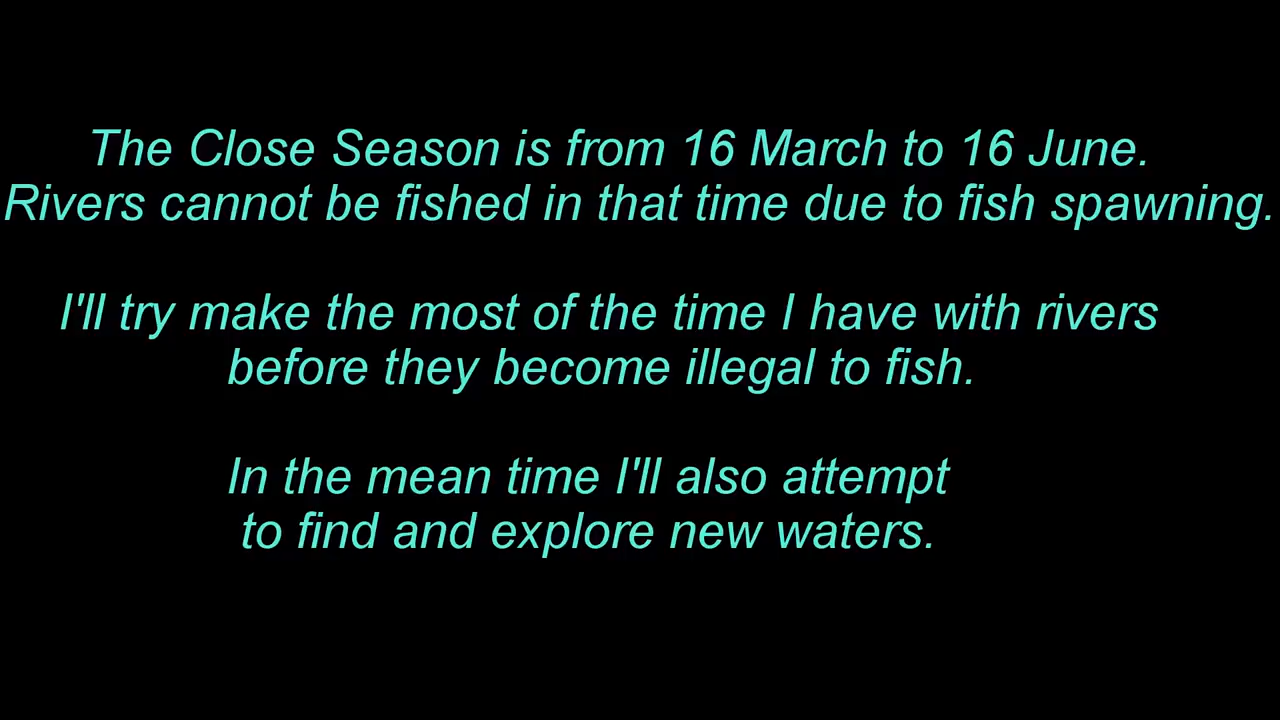 The Close Season is from 16 March to 16 June.
Rivers cannot be fished in that time due to fish spawning.
I'll try make the most of the time I have with rivers
before they become illegal to fish.
In the mean time I'll also attempt
to find and explore new waters.